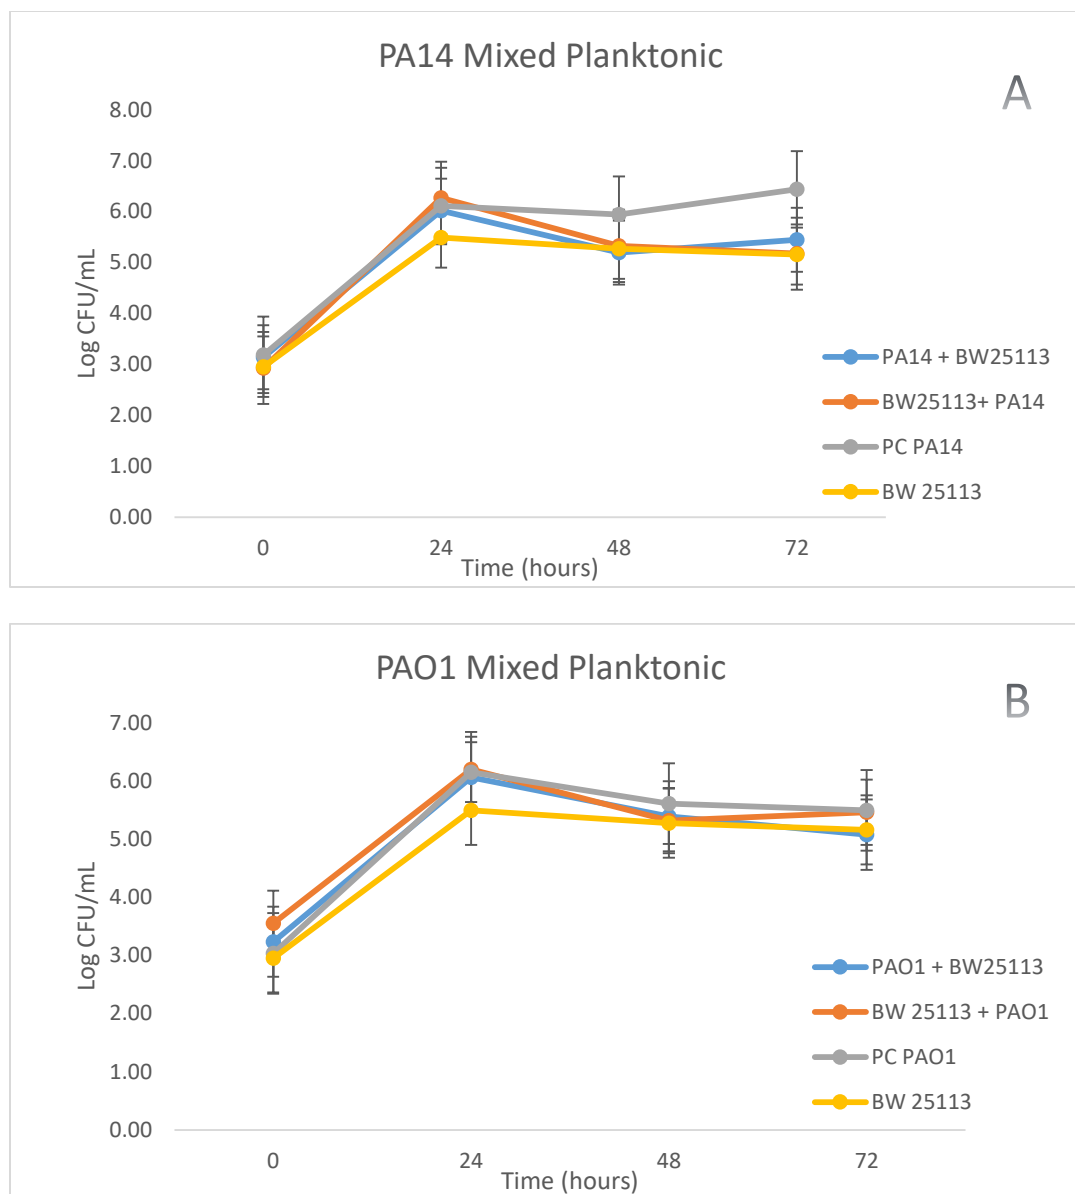 PA14 Mixed Planktonic
A
8.00
7.00
6.00
5.00
4.00
3.00
2.00
1.00
0.00
Log CFU/mL
0 24 48 72
Time (hours)
PA14 + BW25113
BW25113+ PA14
PC PA14
BW 25113
PAO1 Mixed Planktonic
B
7.00
6.00
5.00
4.00
3.00
2.00
1.00
0.00
Log CFU/mL
0 24 48 72
Time (hours)
PAO1 + BW25113
BW 25113 + PAO1
PC PAO1
BW 25113